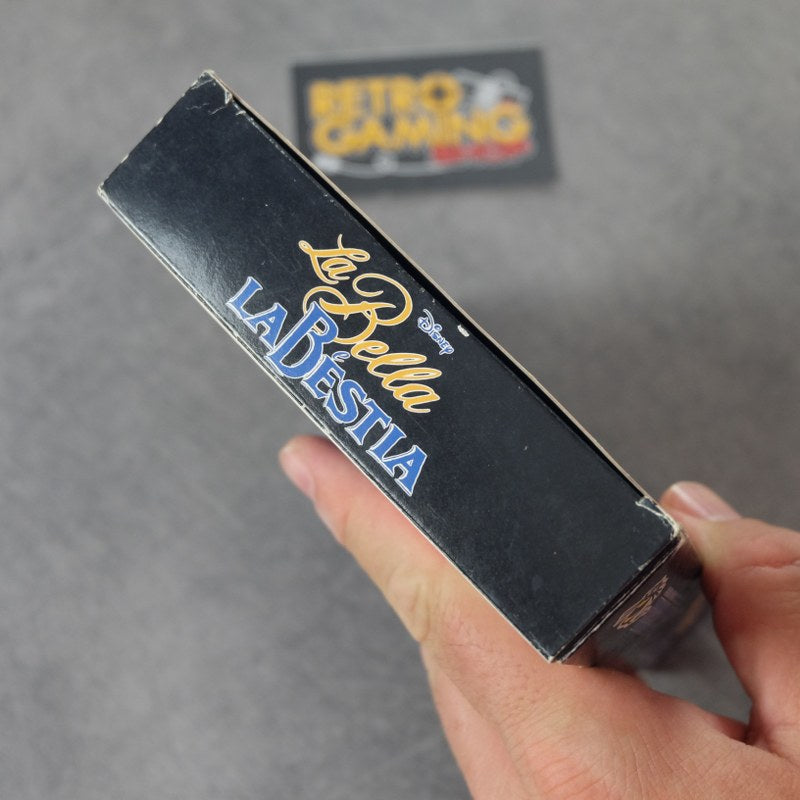 RETRO
GAMING
La Bella
DISNEY
e
LA BESTIA